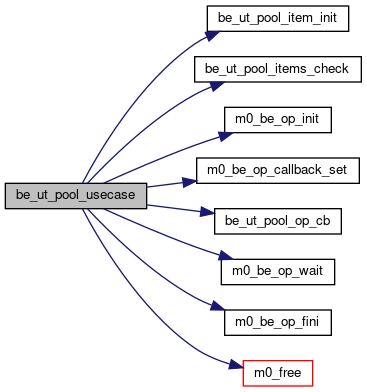 be_ut_pool_item_init
be_ut_pool_items_check
m0_be_op_init
m0_be_op_callback_set
be_ut_pool_usecase
be_ut_pool_op_cb
m0_be_op_wait
m0_be_op_fini
m0_free